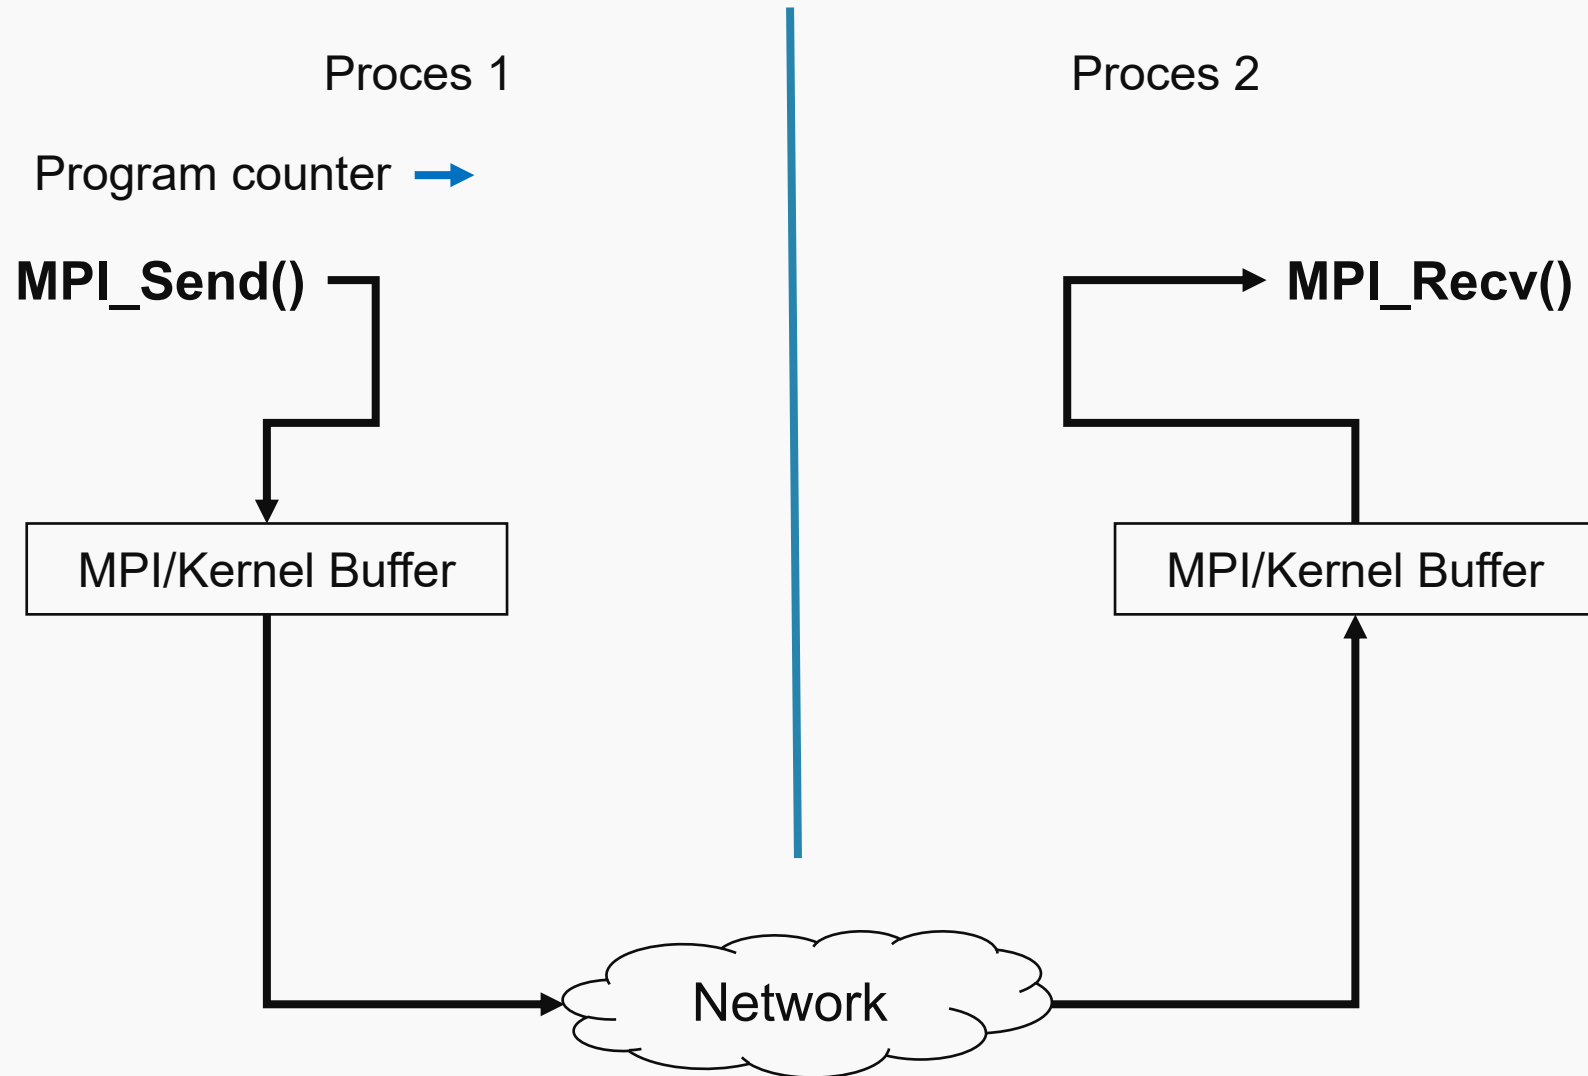 Proces 1
Proces 2
Program counter
MPI_Send()
MPI_Recv()
MPI/Kernel Buffer
MPI/Kernel Buffer
Network